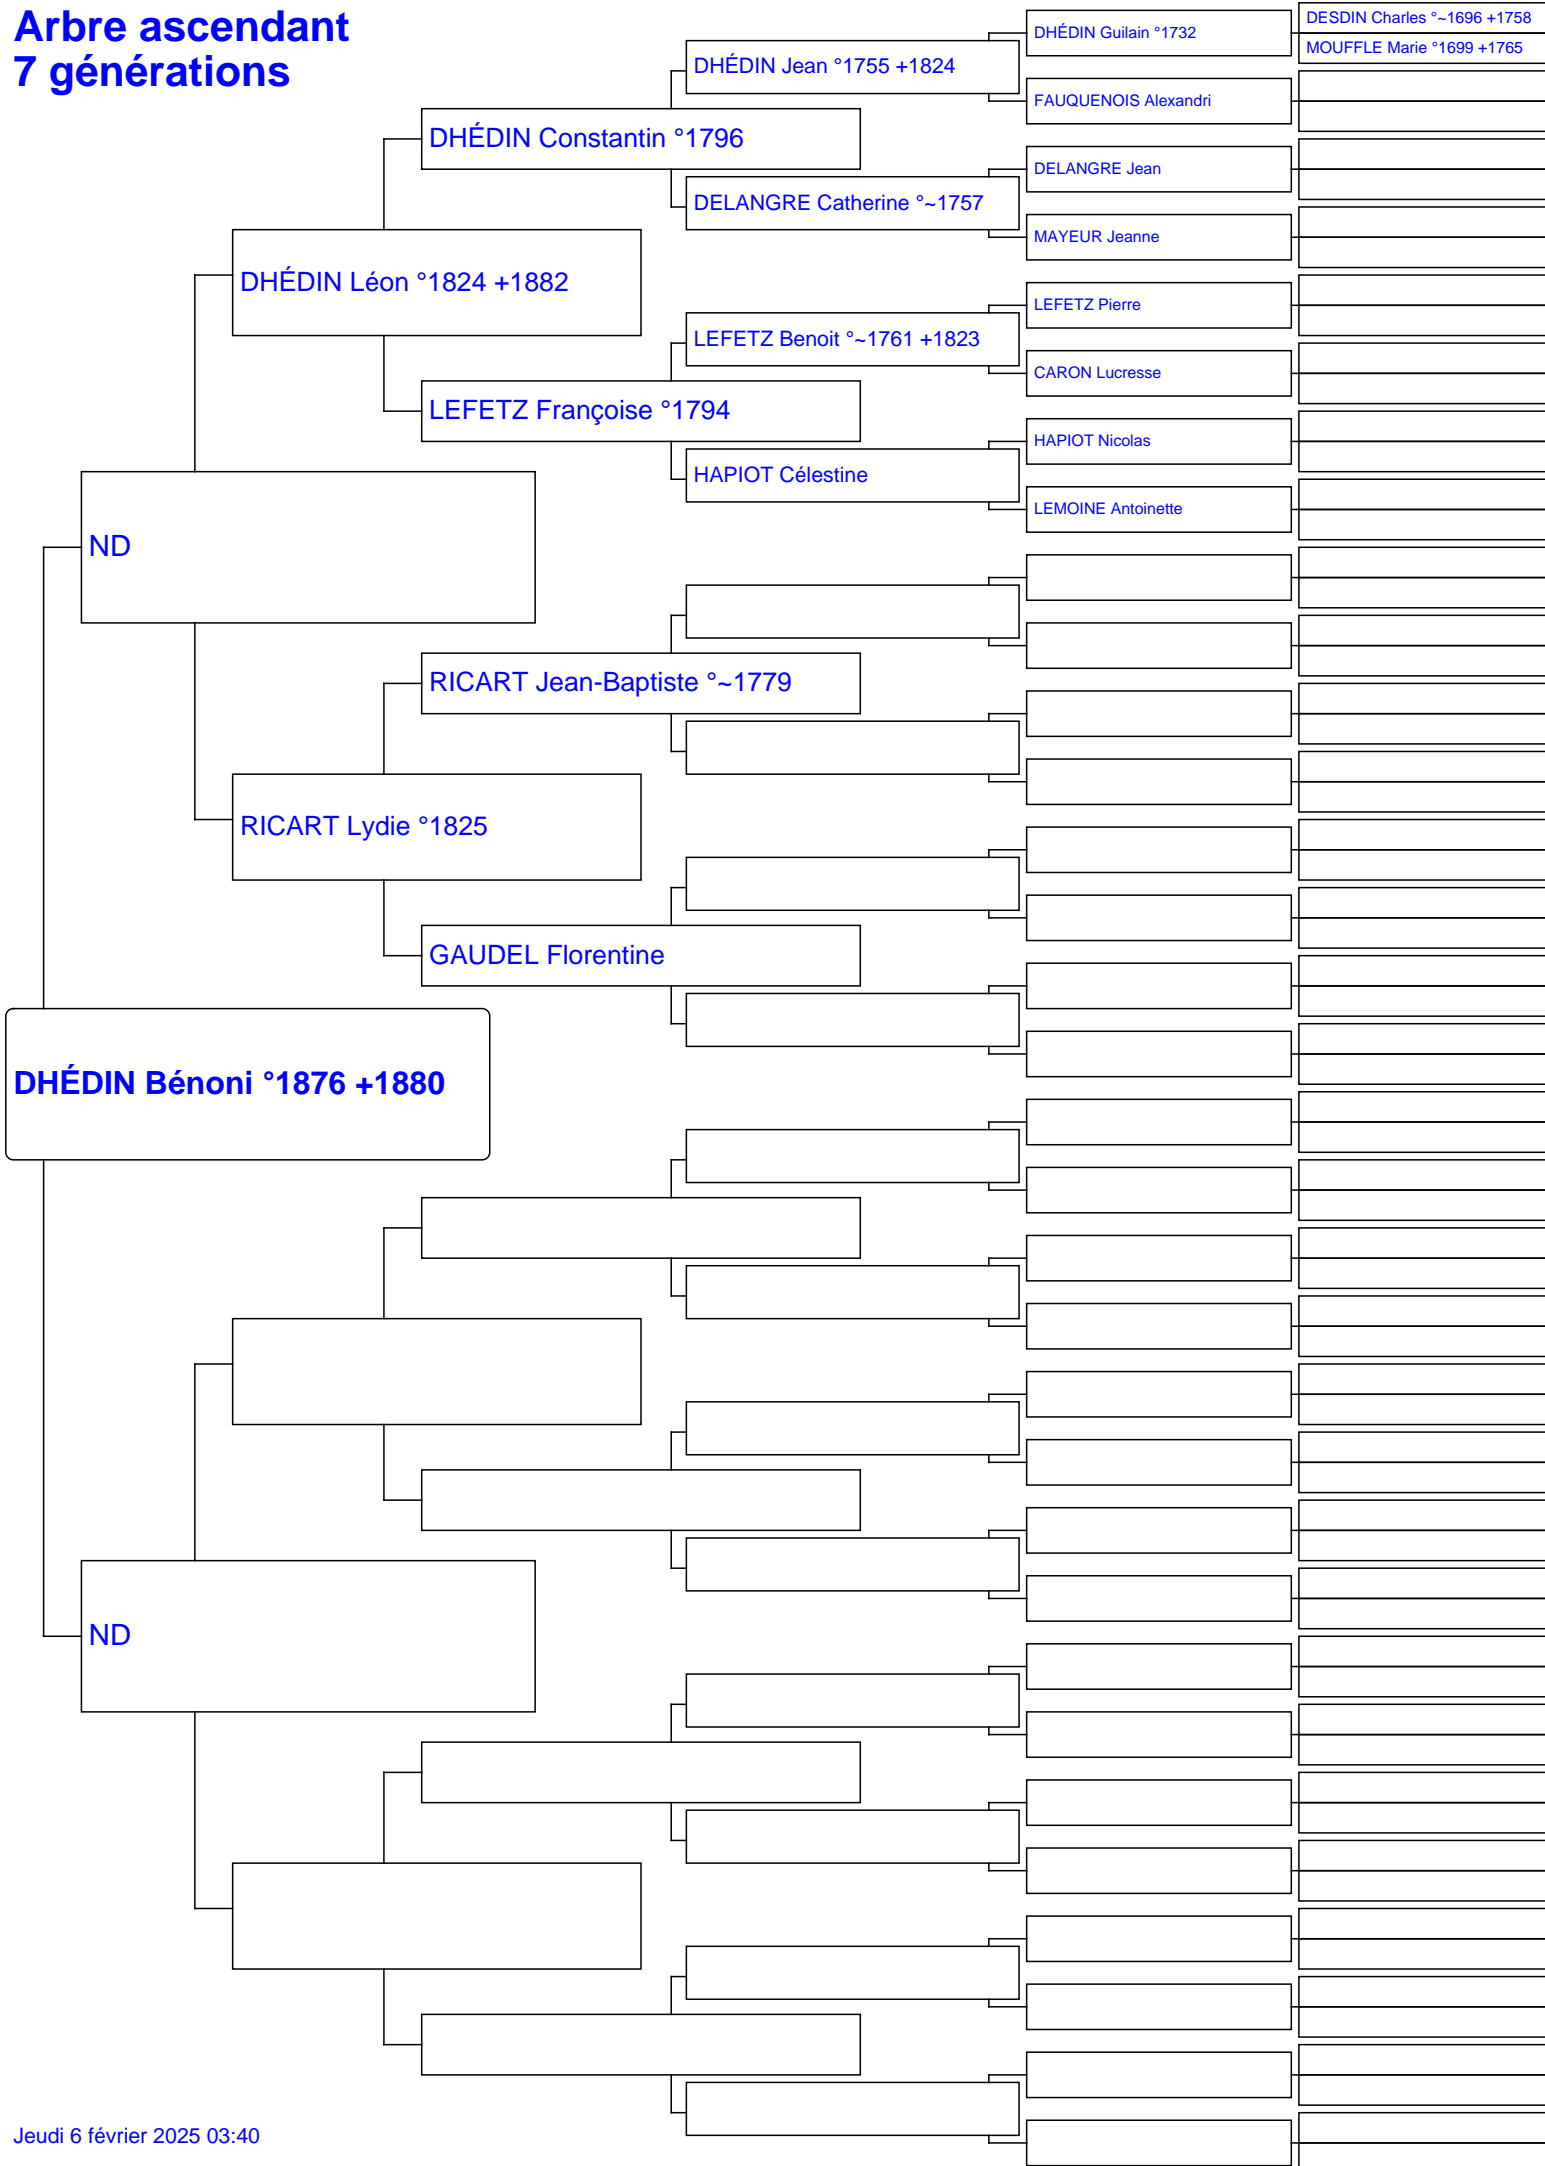 Arbre ascendant
7 générations
DESDIN Charles °~1696 +1758
DHÉDIN Guilain °1732
MOUFFLE Marie °1699 +1765
DHÉDIN Jean °1755 +1824
FAUQUENOIS Alexandri
DHÉDIN Constantin °1796
DELANGRE Jean
DELANGRE Catherine °~1757
MAYEUR Jeanne
DHÉDIN Léon °1824 +1882
LEFETZ Pierre
LEFETZ Benoit °~1761 +1823
CARON Lucresse
LEFETZ Françoise °1794
HAPIOT Nicolas
HAPIOT Célestine
LEMOINE Antoinette
ND
RICART Jean-Baptiste °~1779
RICART Lydie °1825
GAUDEL Florentine
DHÉDIN Bénoni °1876 +1880
ND
Jeudi 6 février 2025 03:40